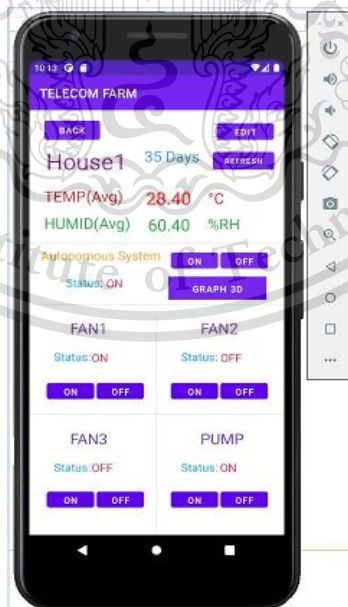 10:13
TELECOM FARM
BACK EDIT
House1 35 Days REFRESH
TEMP(Avg) 28.40 °C
HUMID(Avg) 60.40 %RH
Autonomous System ON OFF
Status: ON GRAPH 3D
FAN1 FAN2
Status:ON Status: OFF
ON OFF ON OFF
FAN3 PUMP
Status:OFF Status: ON
ON OFF ON OFF